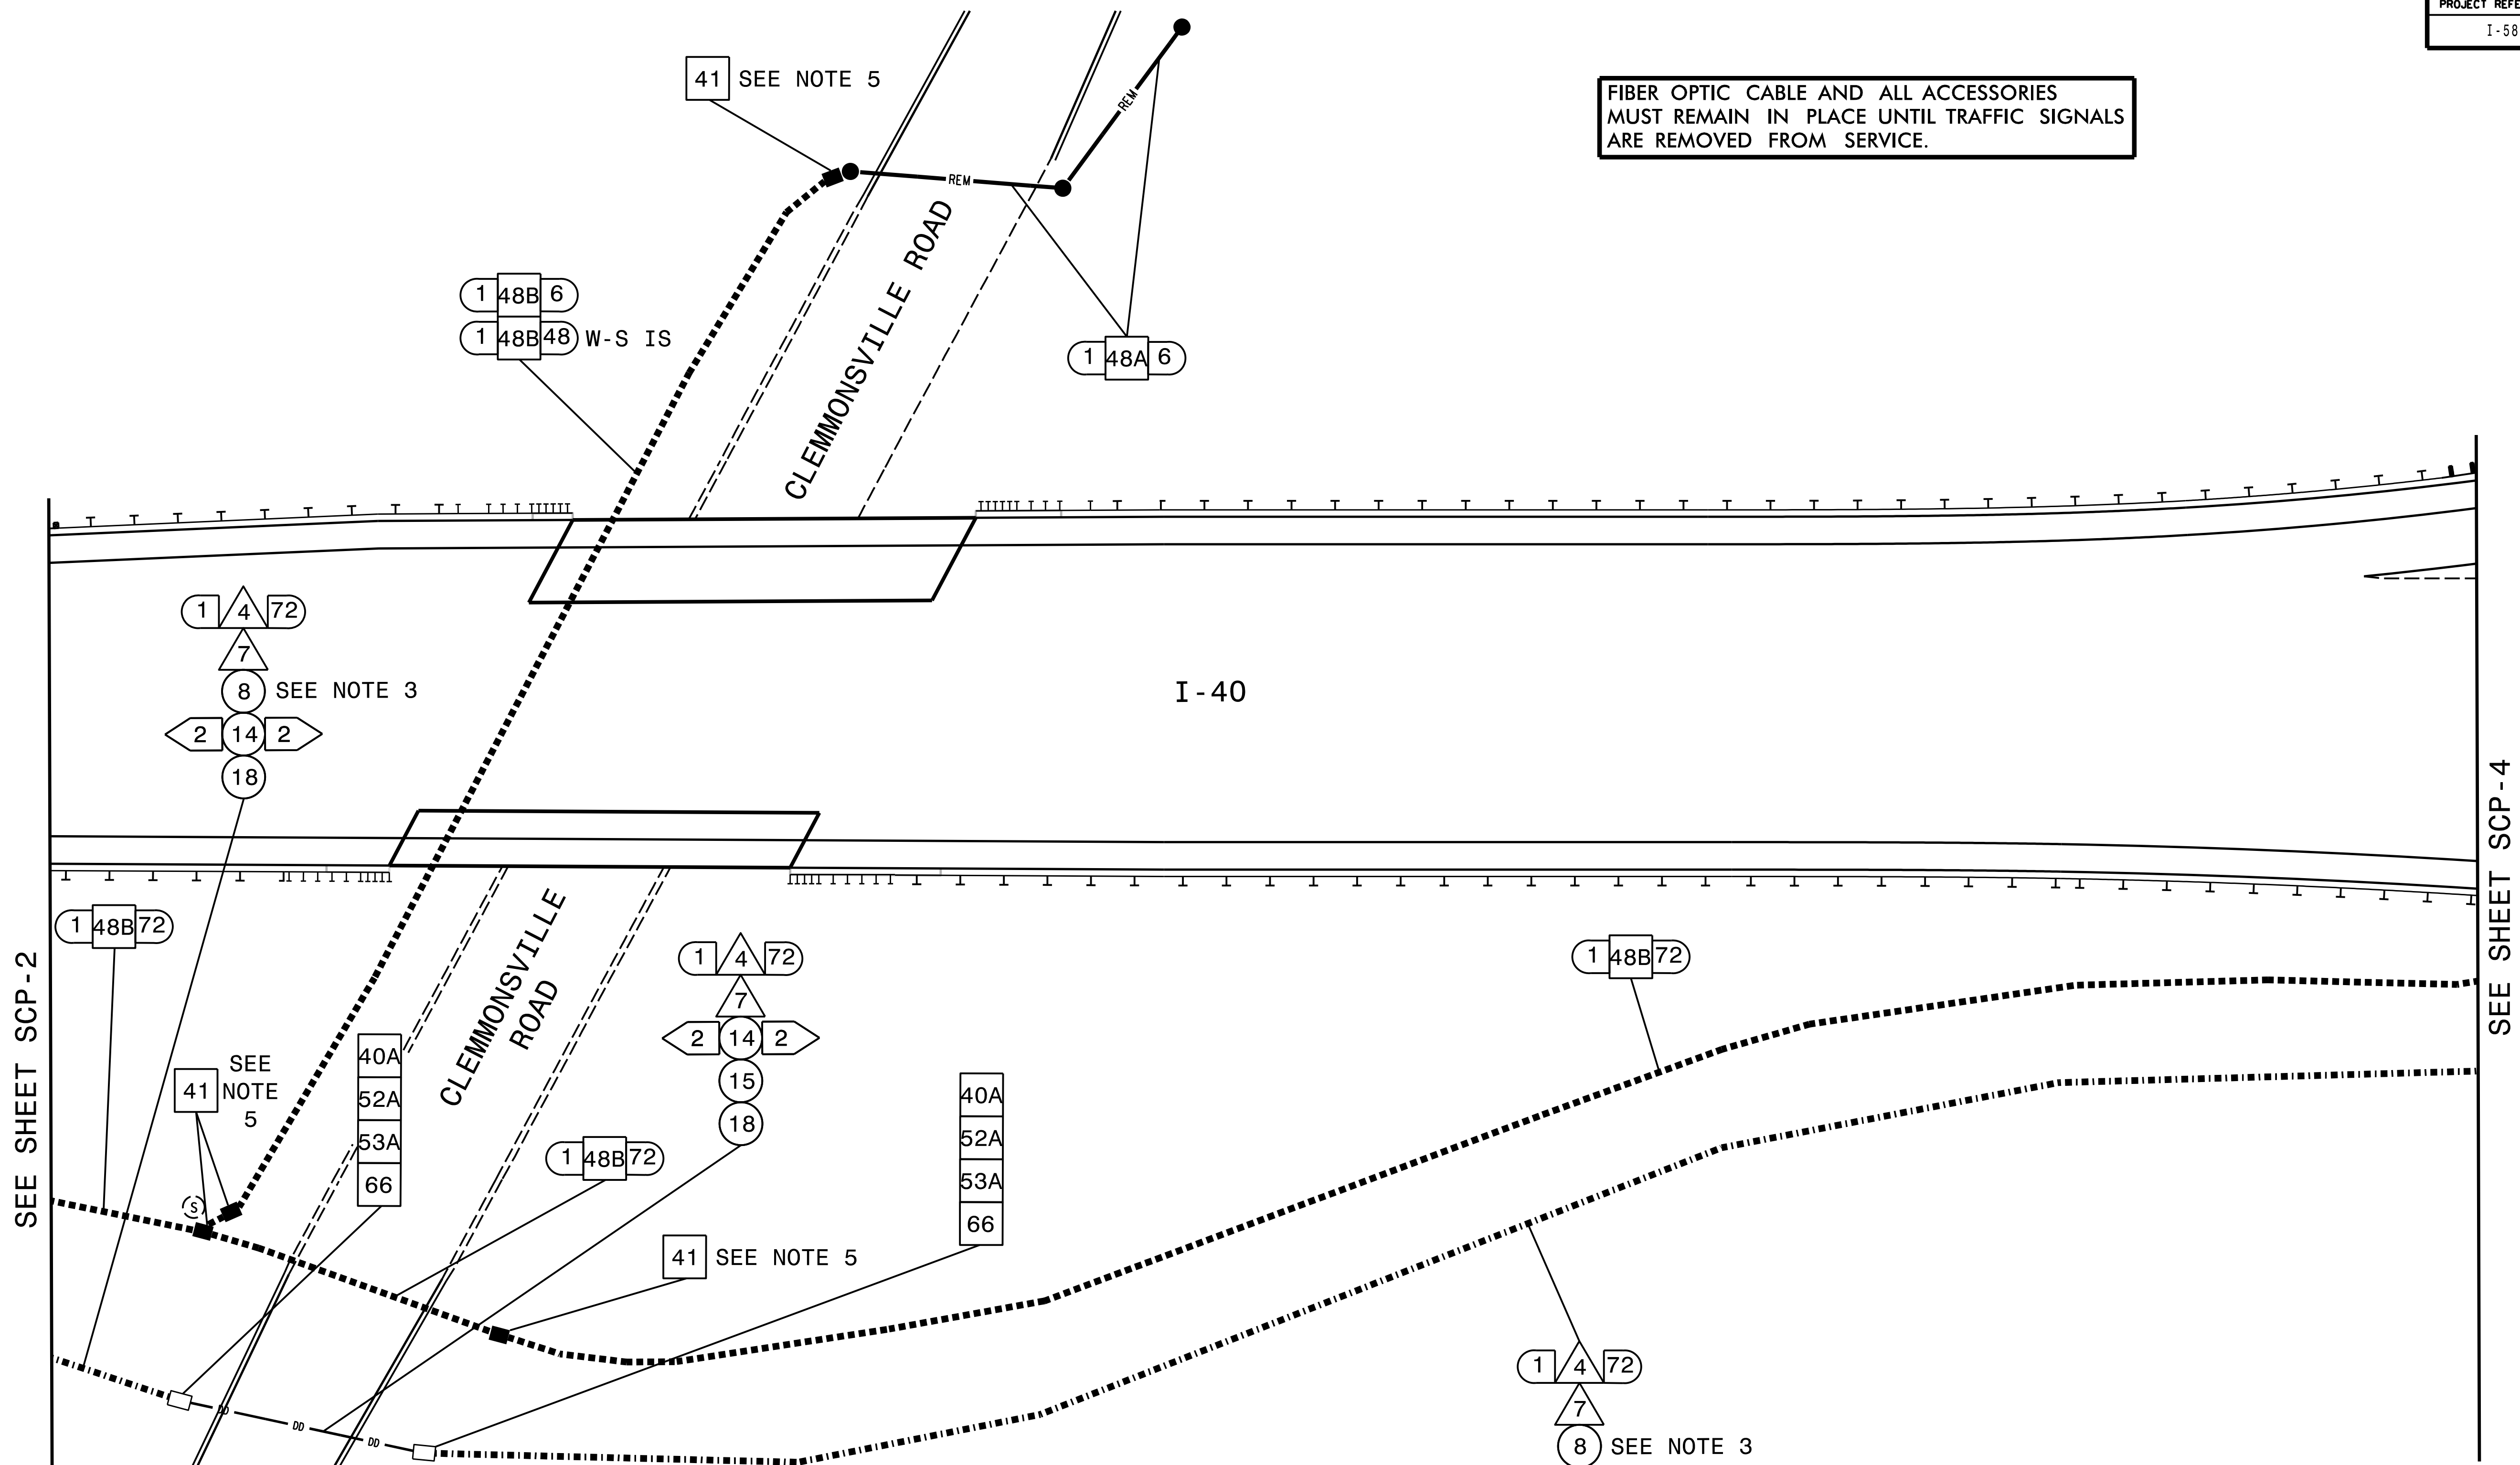 PROJECT REFE
I-58
41 SEE NOTE 5
FIBER OPTIC CABLE AND ALL ACCESSORIES
MUST REMAIN IN PLACE UNTIL TRAFFIC SIGNALS
ARE REMOVED FROM SERVICE.
REM
REM
CLEMMONSVILLE ROAD
1 48B 6
1 48B 48 W-S IS
1 48A 6
1 4 72
7
8 SEE NOTE 3
2 14 2
18
I-40
SEE SHEET SCP-2
SEE SHEET SCP-4
1 48B 72
41 SEE
NOTE
5
40A
52A
53A
66
CLEMMONSVILLE
ROAD
1 4 72
7
2 14 2
15
18
1 48B 72
40A
52A
53A
66
1 48B 72
S
41 SEE NOTE 5
DD
DD
DD
1 4 72
7
8 SEE NOTE 3